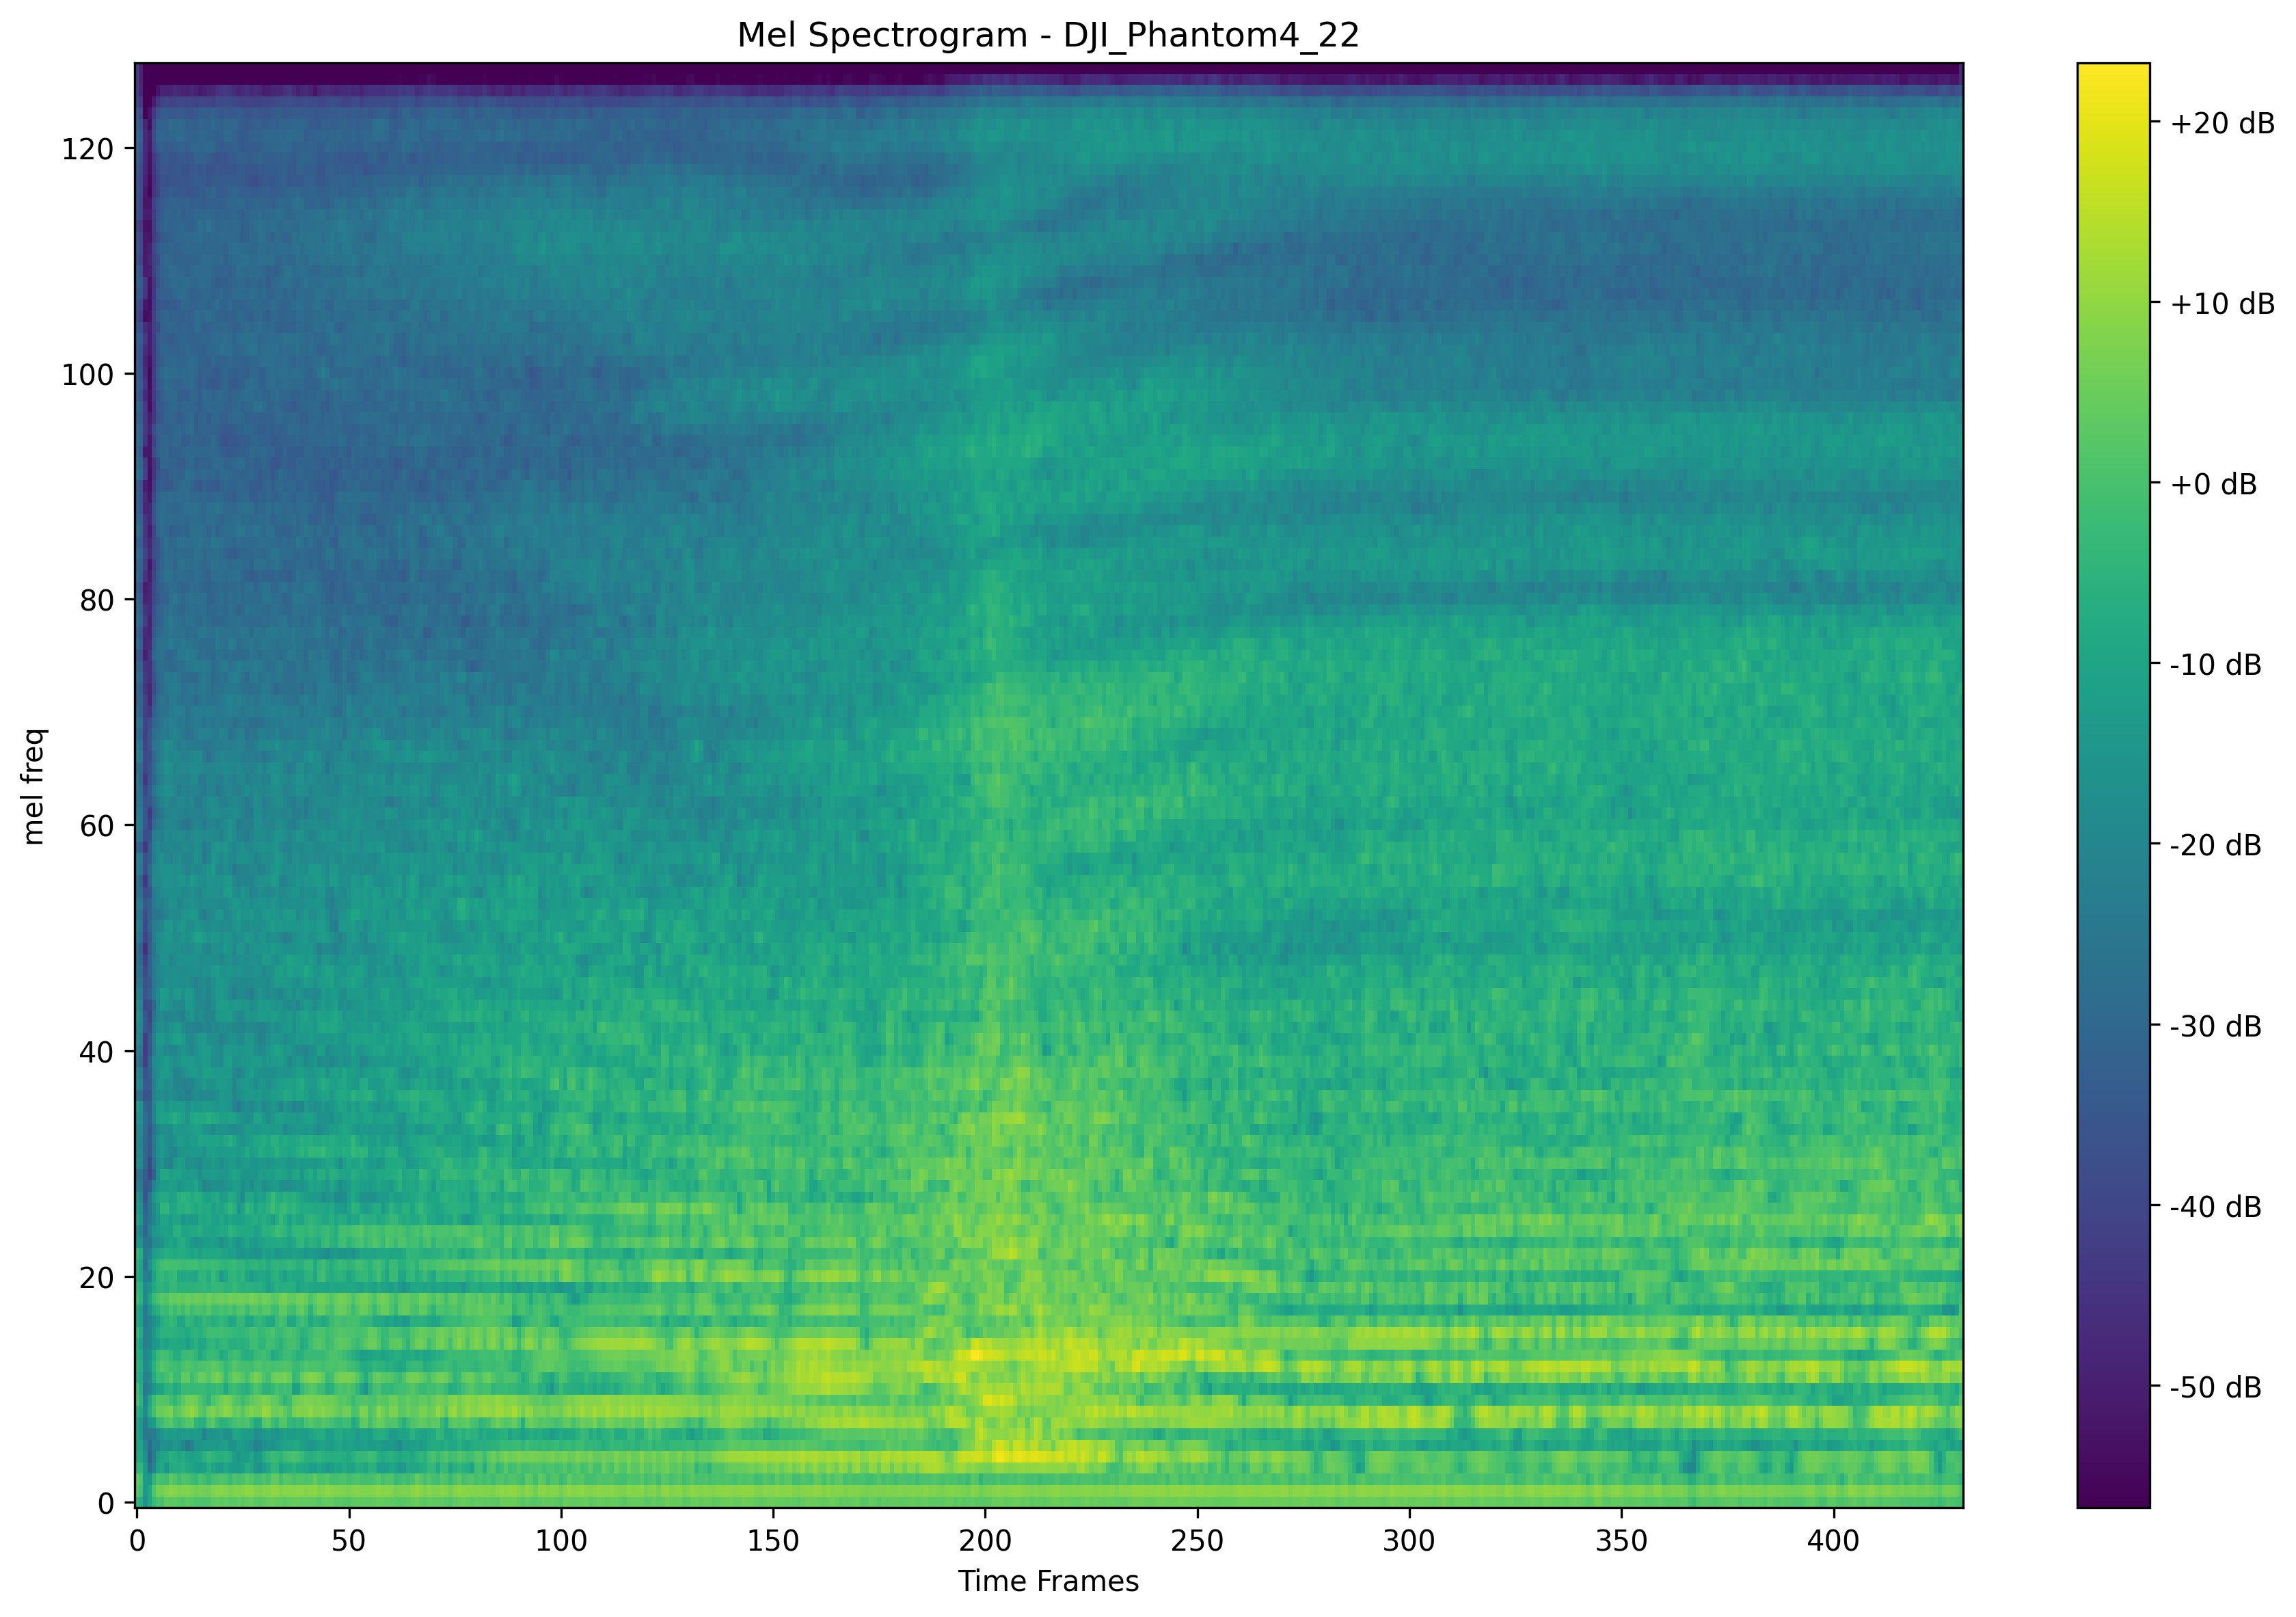 Mel Spectrogram - DJI_Phantom4_22
mel freq
120
100
80
60
40
20
0
0 50 100 150 200 250 300 350 400
Time Frames
+20 dB
+10 dB
+0 dB
-10 dB
-20 dB
-30 dB
-40 dB
-50 dB